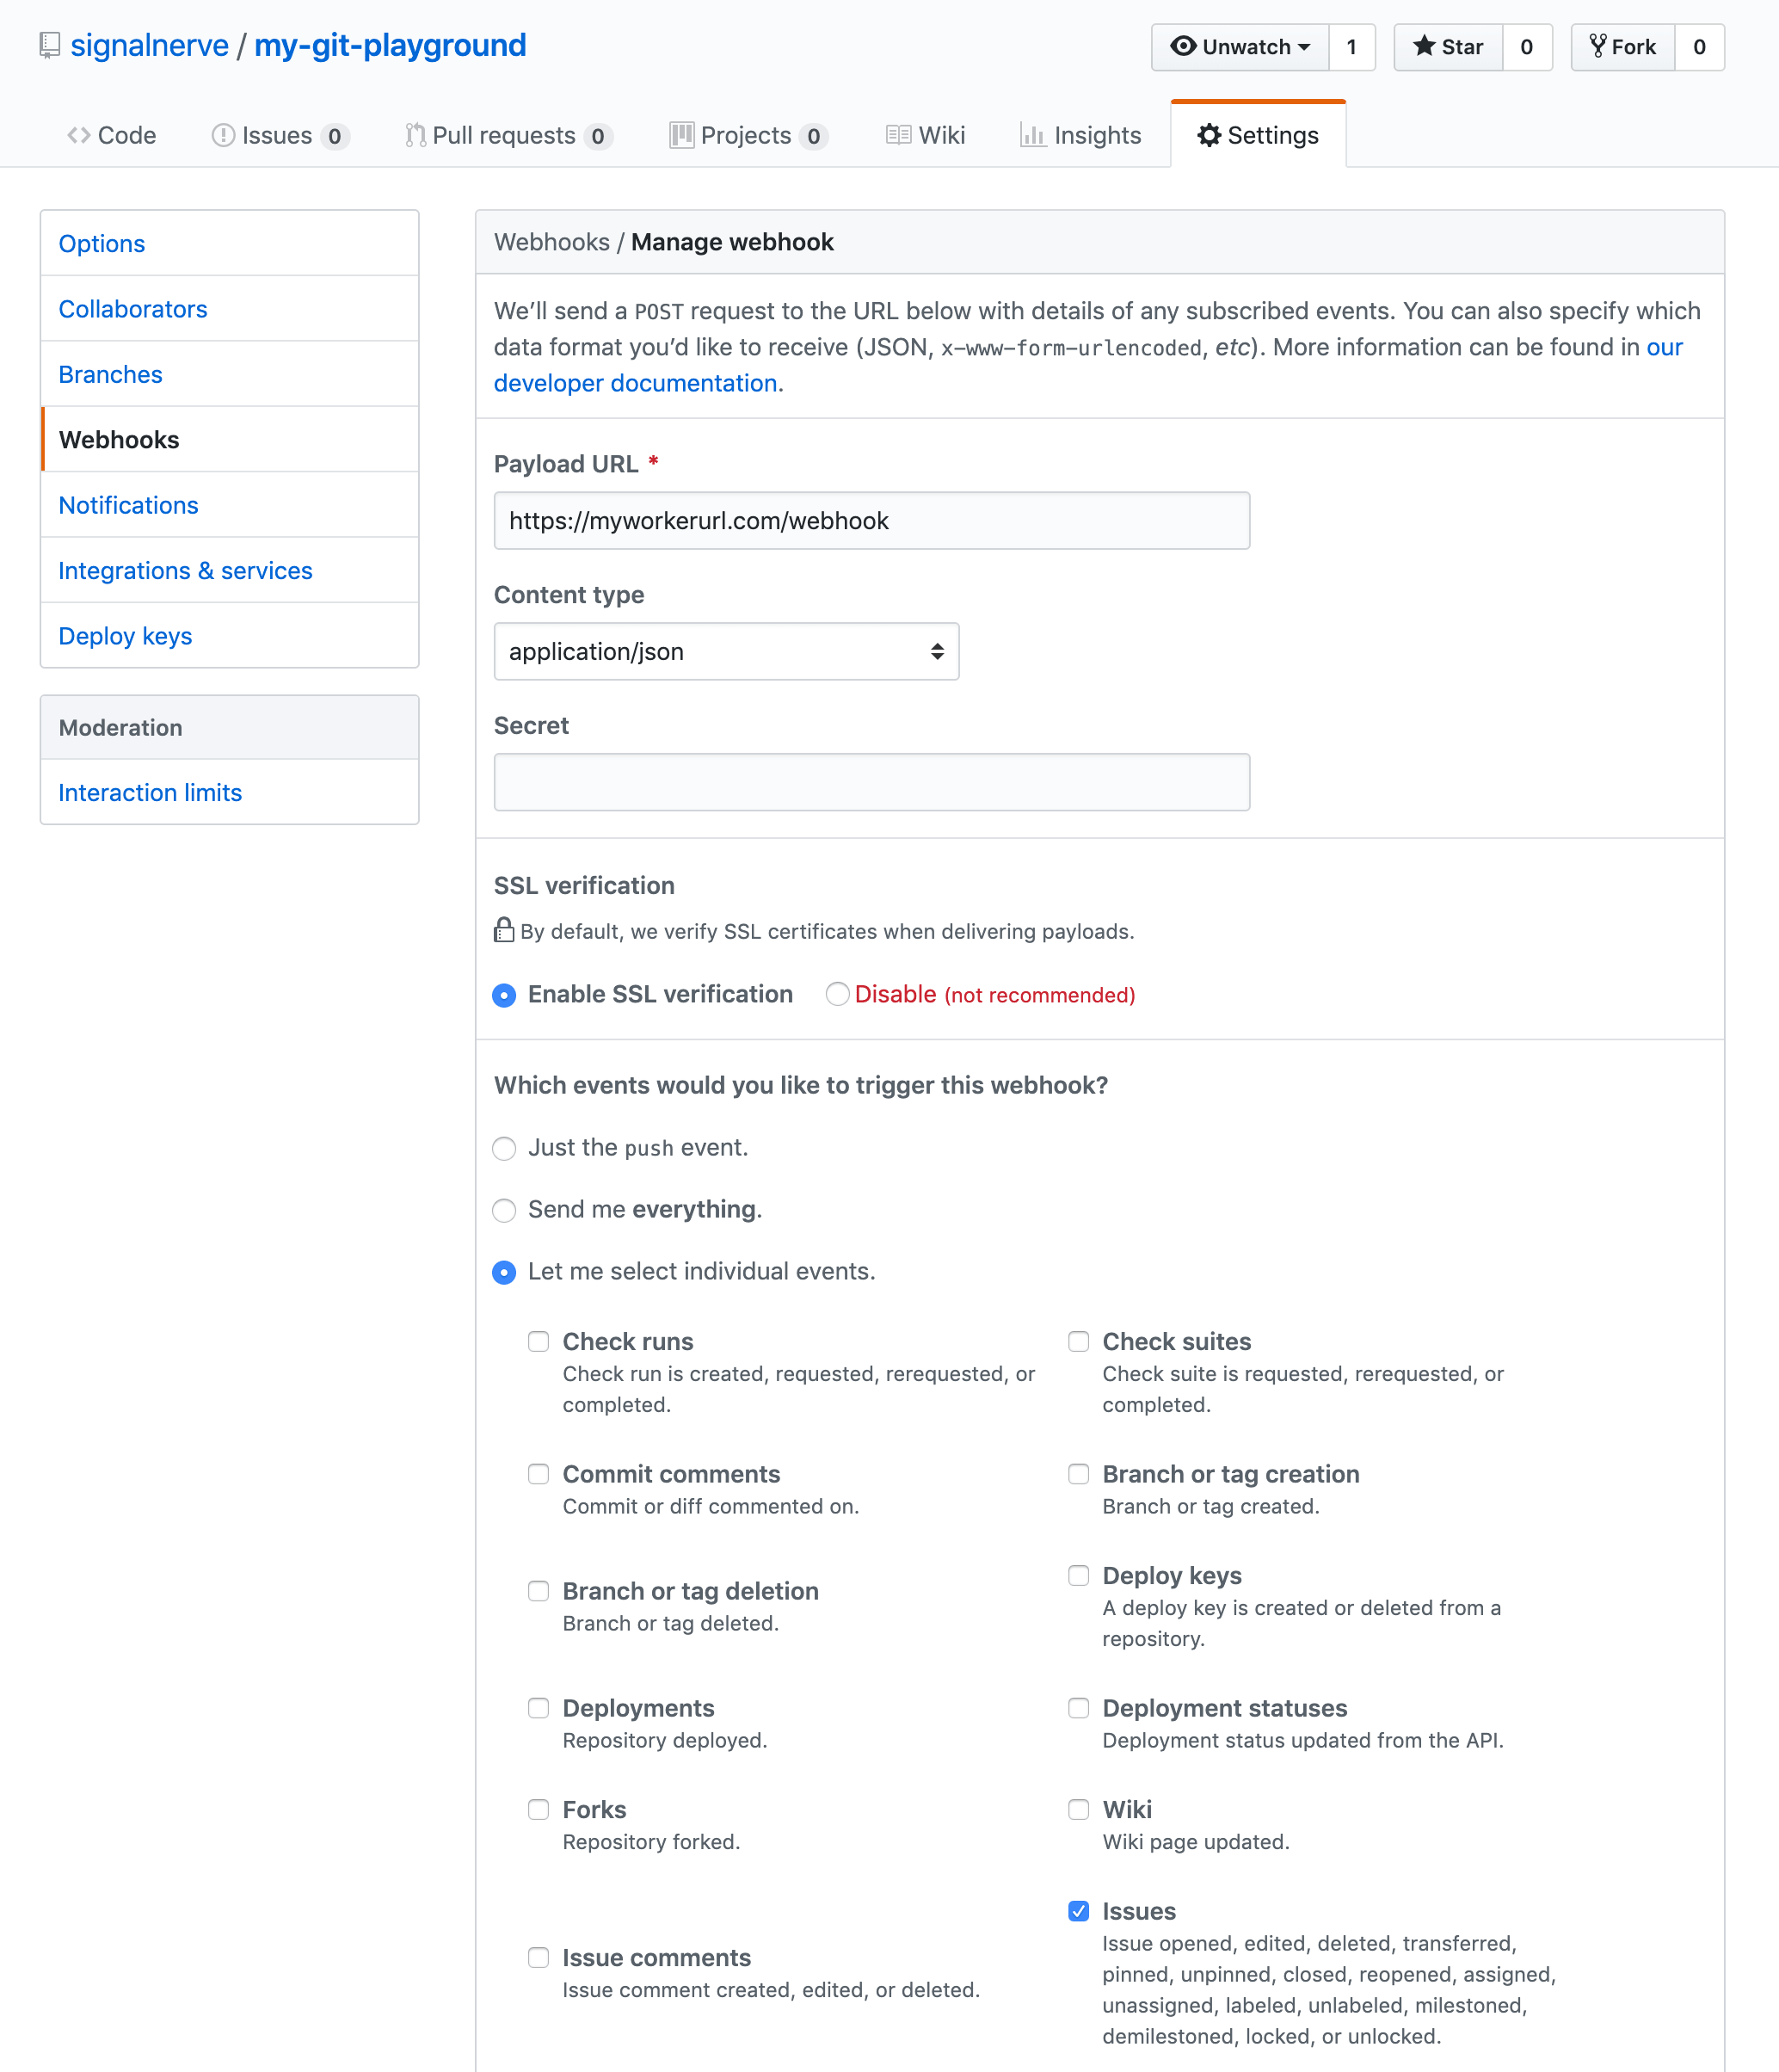 signalnerve / my-git-playground
Unwatch 1
Star 0
Fork 0
Code
Issues 0
Pull requests 0
Projects 0
Wiki
Insights
Settings
Options
Collaborators
Branches
Webhooks
Notifications
Integrations & services
Deploy keys
Moderation
Interaction limits
Webhooks / Manage webhook
We’ll send a POST request to the URL below with details of any subscribed events. You can also specify which
data format you’d like to receive (JSON, x-www-form-urlencoded, etc). More information can be found in our
developer documentation.
Payload URL *
https://myworkerurl.com/webhook
Content type
application/json
Secret
SSL verification
By default, we verify SSL certificates when delivering payloads.
Enable SSL verification
Disable (not recommended)
Which events would you like to trigger this webhook?
Just the push event.
Send me everything.
Let me select individual events.
Check runs
Check run is created, requested, rerequested, or
completed.
Check suites
Check suite is requested, rerequested, or
completed.
Commit comments
Commit or diff commented on.
Branch or tag creation
Branch or tag created.
Branch or tag deletion
Branch or tag deleted.
Deploy keys
A deploy key is created or deleted from a
repository.
Deployments
Repository deployed.
Deployment statuses
Deployment status updated from the API.
Forks
Repository forked.
Wiki
Wiki page updated.
Issue comments
Issue comment created, edited, or deleted.
Issues
Issue opened, edited, deleted, transferred,
pinned, unpinned, closed, reopened, assigned,
unassigned, labeled, unlabeled, milestoned,
demilestoned, locked, or unlocked.